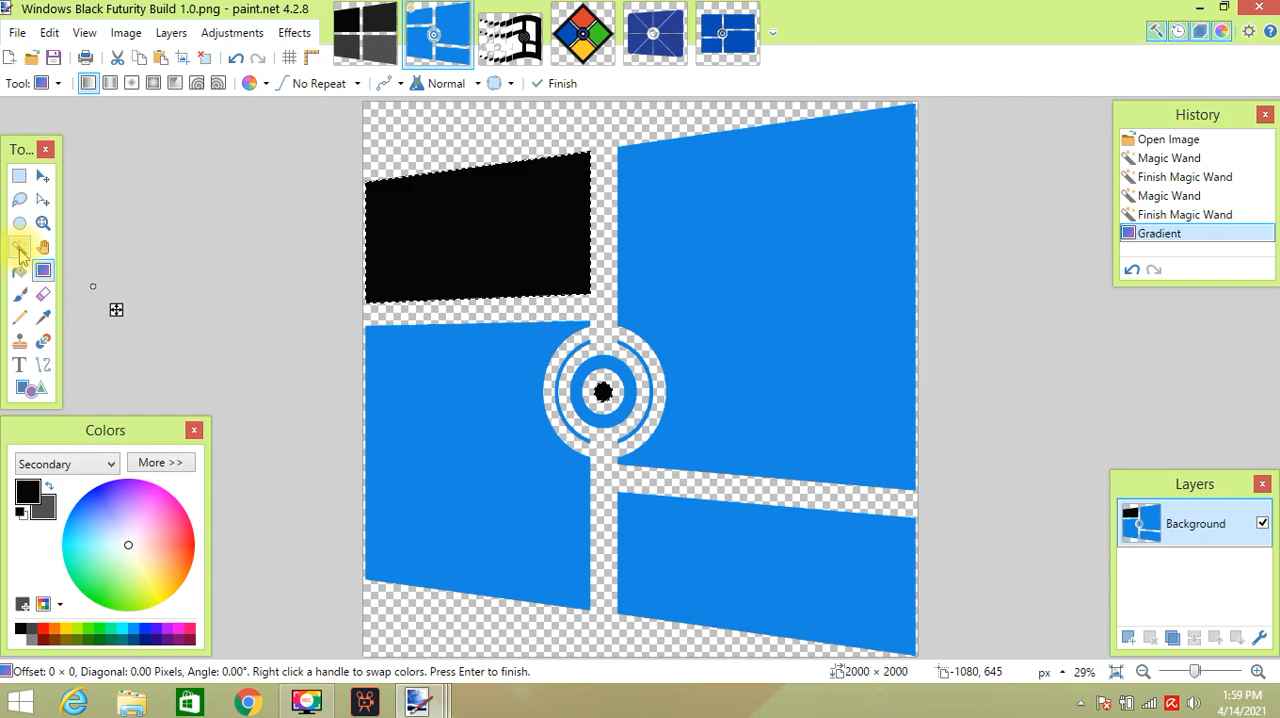 Windows Black Futurity Build 1.0.png - paint.net 4.2.8
File Edit View Image Layers Adjustments Effects
Tool: No Repeat Normal Finish
To...
T
Colors
Secondary More >>
History
Open Image
Magic Wand
Finish Magic Wand
Magic Wand
Finish Magic Wand
Gradient
Layers
Background
Offset: 0 × 0, Diagonal: 0.00 Pixels, Angle: 0.00°. Right click a handle to swap colors. Press Enter to finish. 2000 × 2000 -1080, 645 px 29%
REC
1:59 PM
4/14/2021